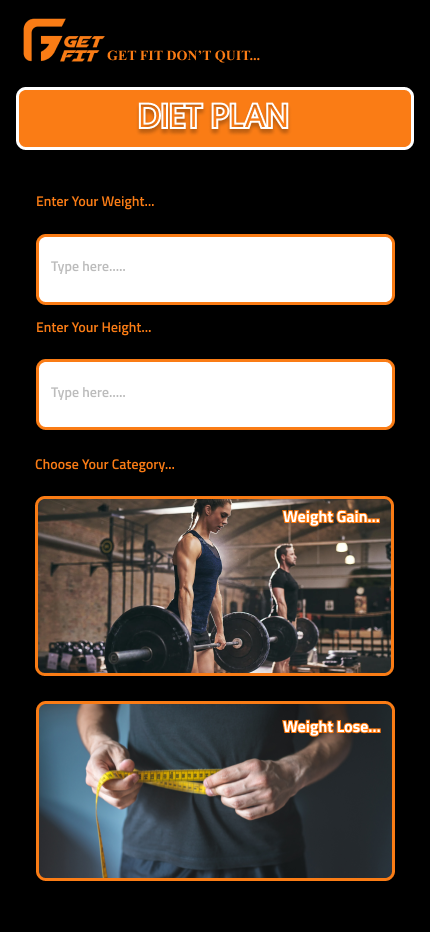 GET
FIT GET FIT DON'T QUIT...
DIET PLAN
Enter Your Weight...
Type here.....
Enter Your Height...
Type here.....
Choose Your Category...
Weight Gain...
Weight Lose...